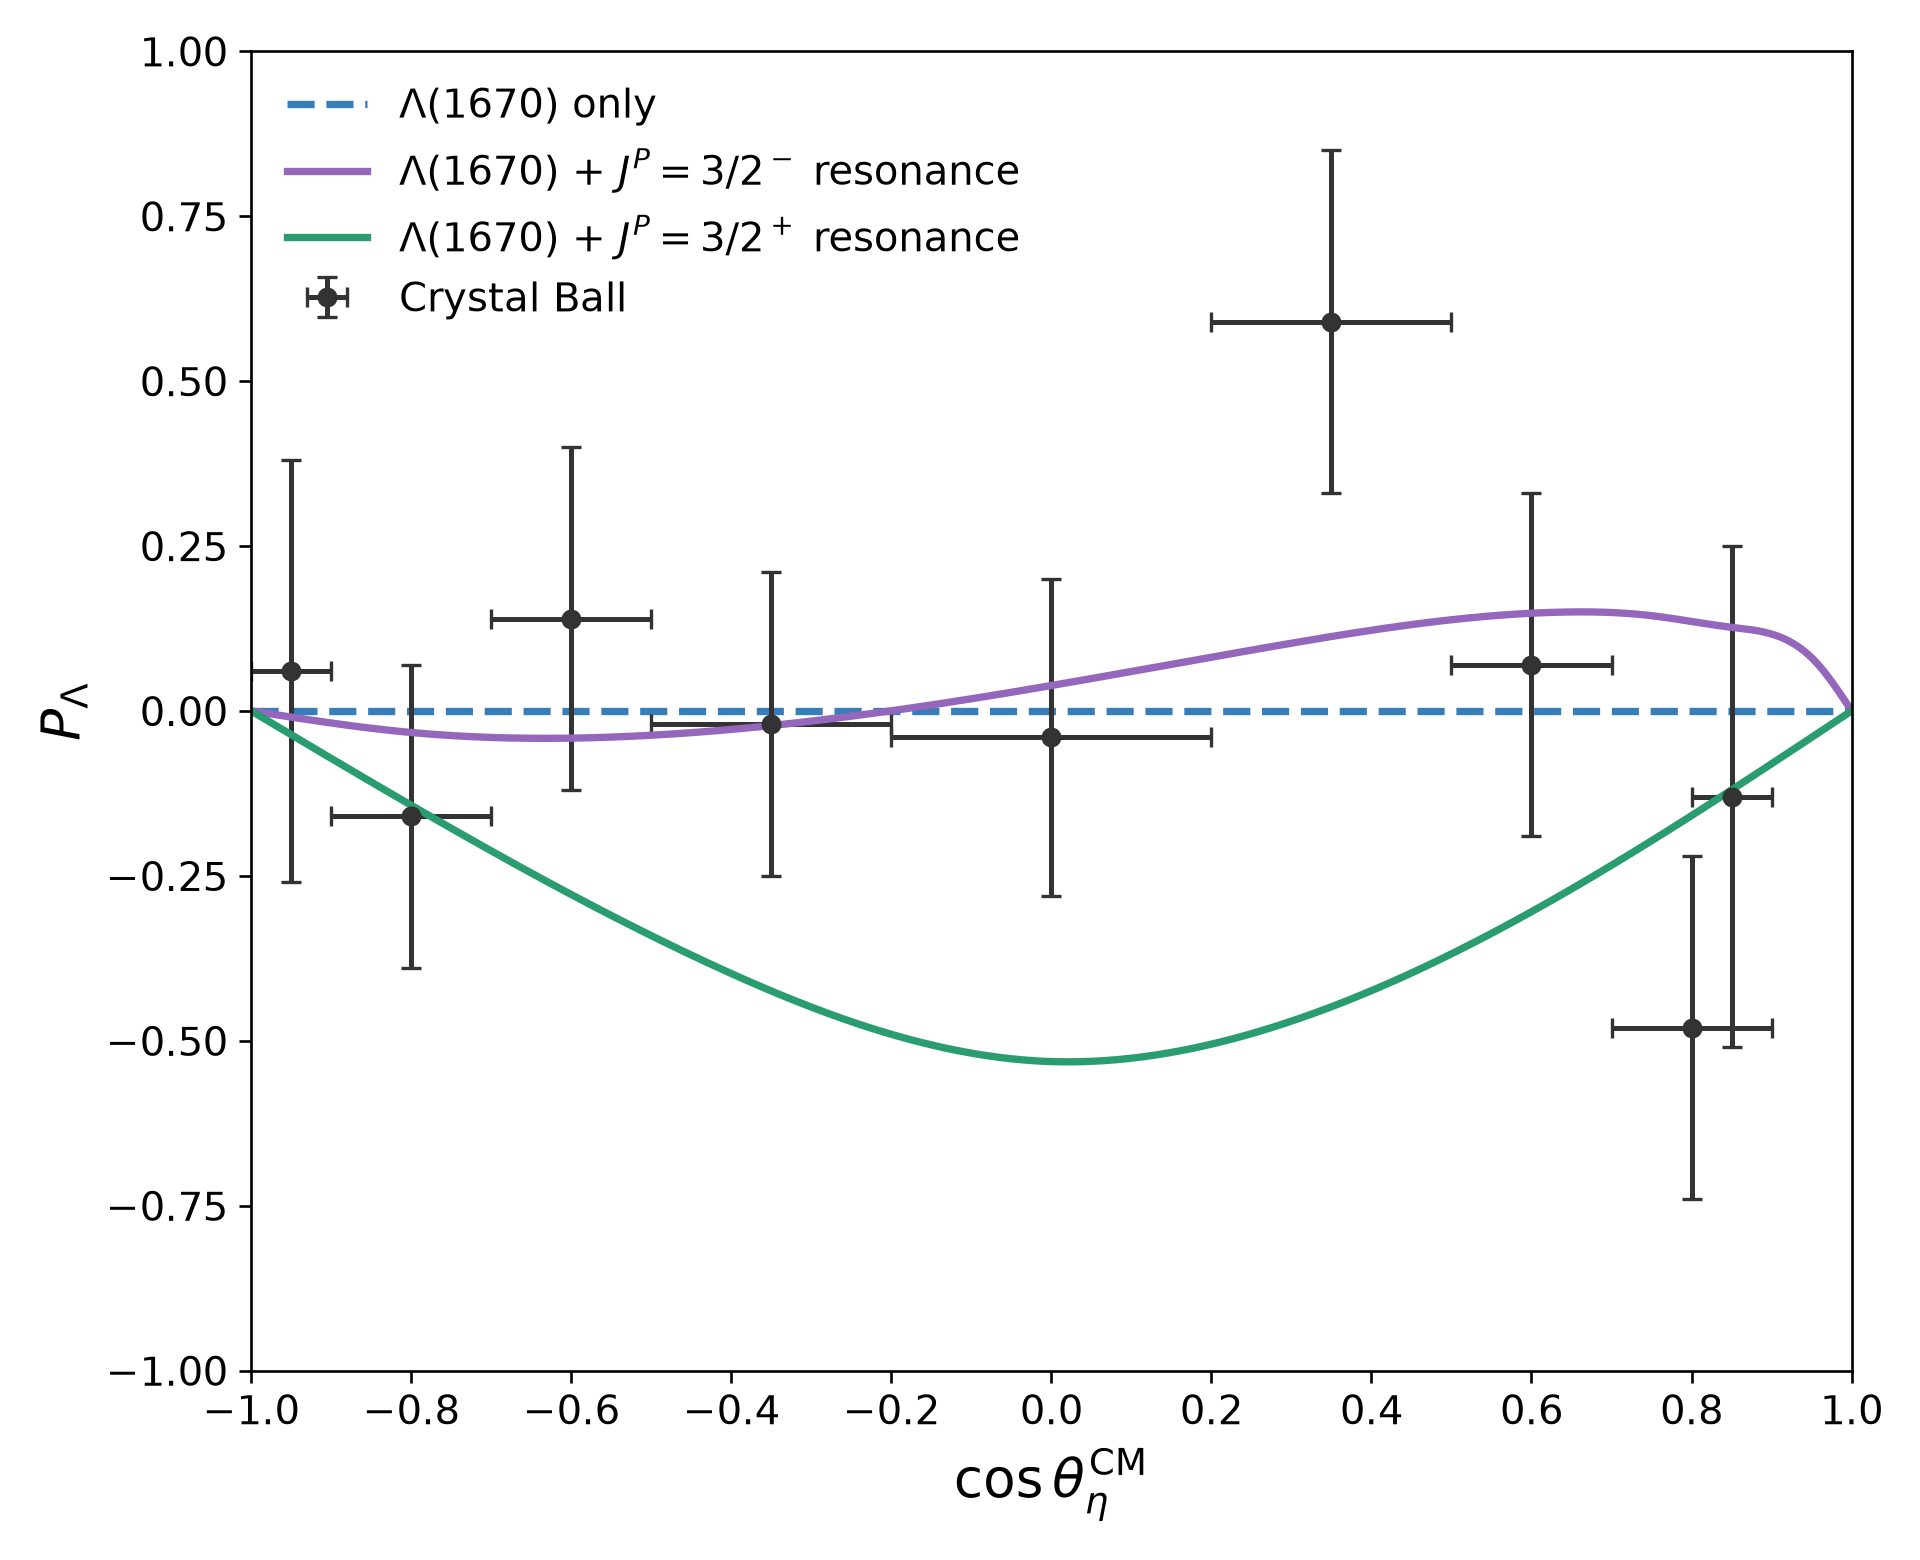 Λ(1670) only
Λ(1670) + J^P = 3/2^− resonance
Λ(1670) + J^P = 3/2^+ resonance
Crystal Ball
1.00
0.75
0.50
0.25
0.00
−0.25
−0.50
−0.75
−1.00
P_Λ
−1.0 −0.8 −0.6 −0.4 −0.2 0.0 0.2 0.4 0.6 0.8 1.0
cos θ_η^CM